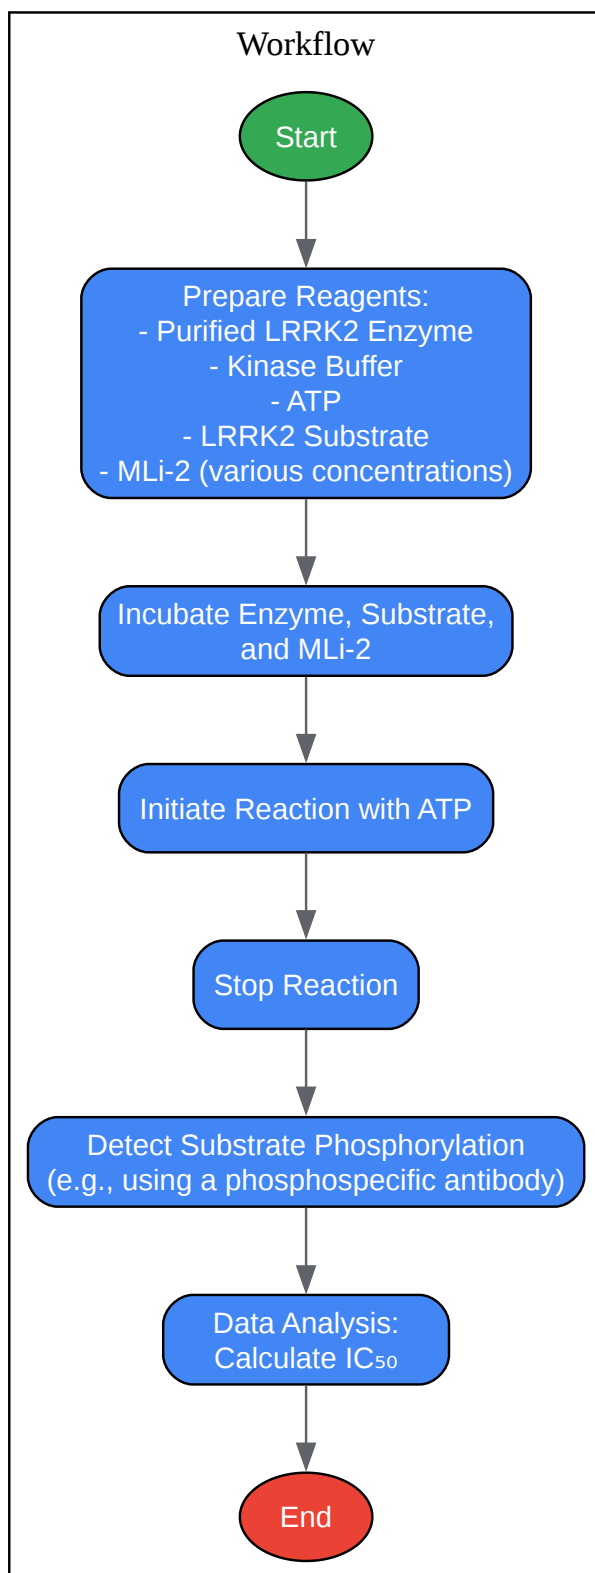 Workflow
Start
Prepare Reagents:
- Purified LRRK2 Enzyme
- Kinase Buffer
- ATP
- LRRK2 Substrate
- MLi-2 (various concentrations)
Incubate Enzyme, Substrate,
and MLi-2
Initiate Reaction with ATP
Stop Reaction
Detect Substrate Phosphorylation
(e.g., using a phosphospecific antibody)
Data Analysis:
Calculate IC₅₀
End